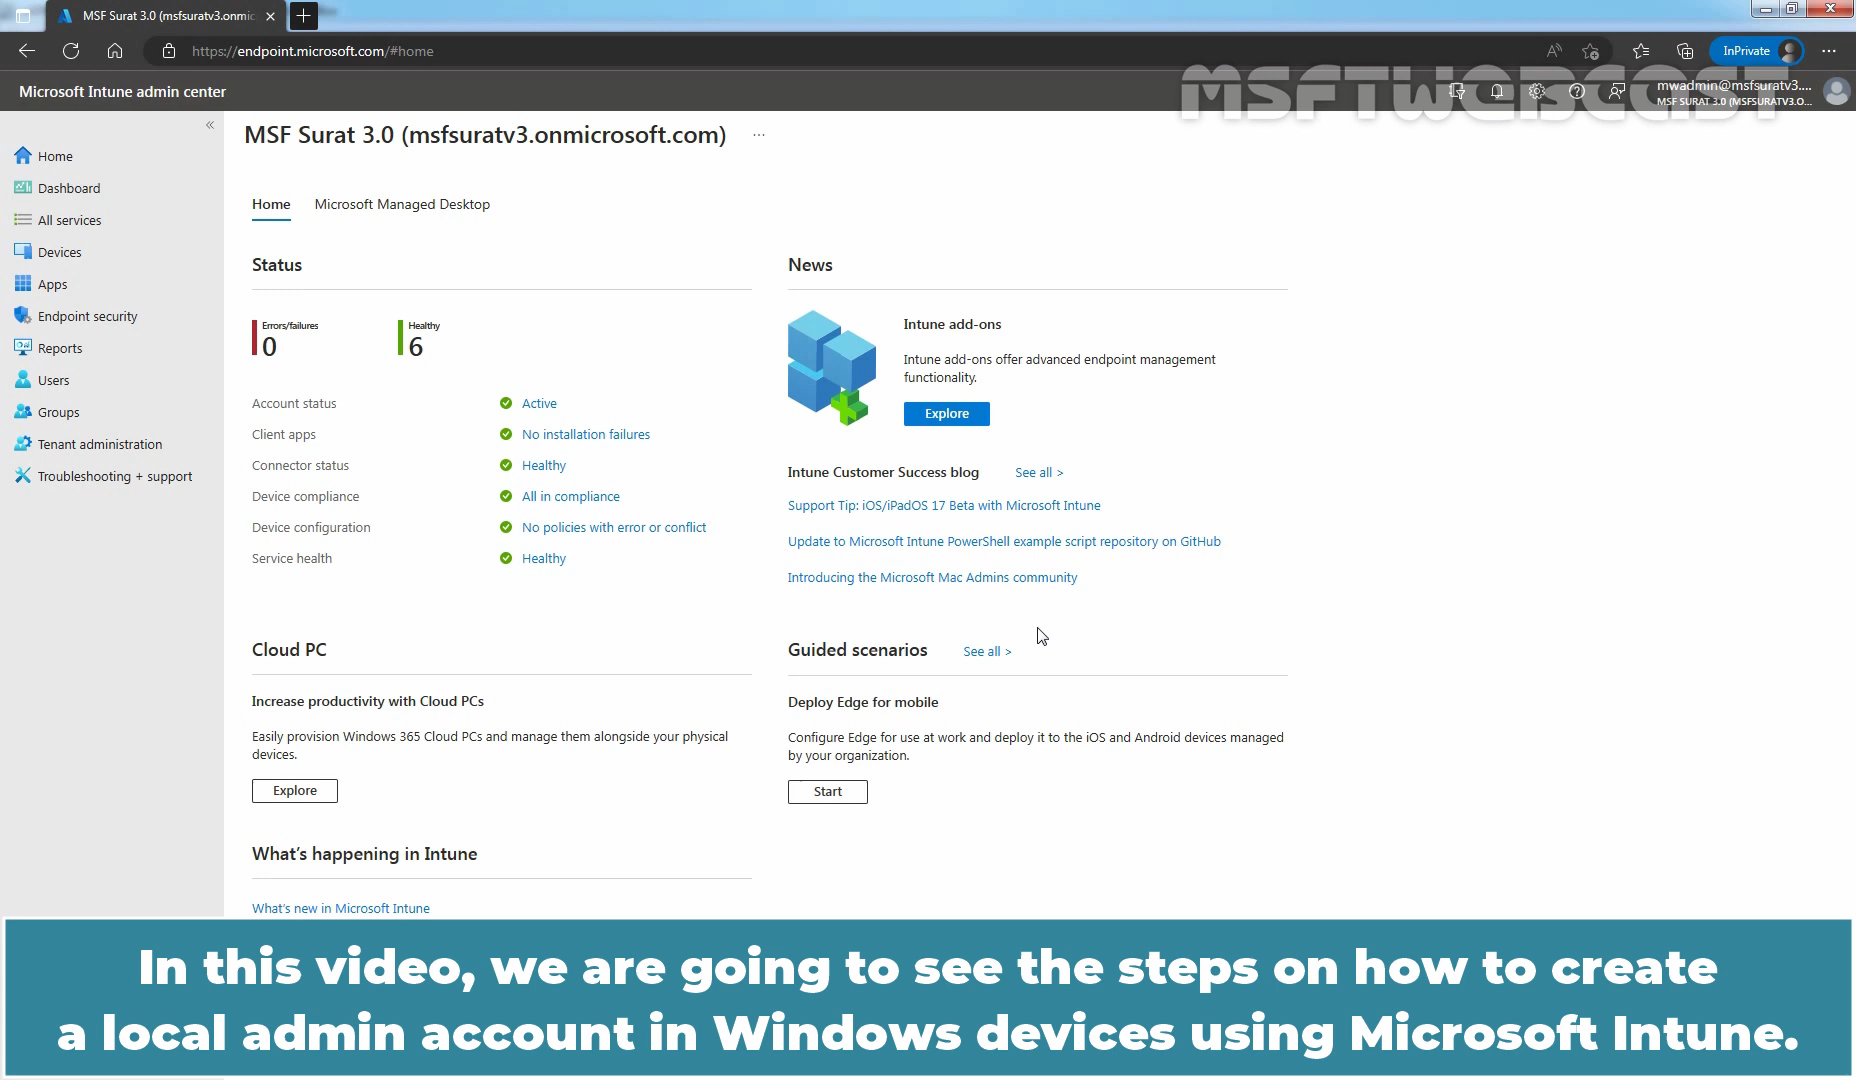 MSF Surat 3.0 (msfsuratv3.onmic
https://endpoint.microsoft.com/#home
InPrivate
Microsoft Intune admin center
MSFTWEBCAST
mwadmin@msfsuratv3....
MSF SURAT 3.0 (MSFSURATV3.O...
MSF Surat 3.0 (msfsuratv3.onmicrosoft.com)
Home
Dashboard
All services
Devices
Apps
Endpoint security
Reports
Users
Groups
Tenant administration
Troubleshooting + support
Home
Microsoft Managed Desktop
Status
Errors/failures
0
Healthy
6
Account status
Active
Client apps
No installation failures
Connector status
Healthy
Device compliance
All in compliance
Device configuration
No policies with error or conflict
Service health
Healthy
News
Intune add-ons
Intune add-ons offer advanced endpoint management
functionality.
Explore
Intune Customer Success blog
See all >
Support Tip: iOS/iPadOS 17 Beta with Microsoft Intune
Update to Microsoft Intune PowerShell example script repository on GitHub
Introducing the Microsoft Mac Admins community
Cloud PC
Increase productivity with Cloud PCs
Easily provision Windows 365 Cloud PCs and manage them alongside your physical
devices.
Explore
Guided scenarios
See all >
Deploy Edge for mobile
Configure Edge for use at work and deploy it to the iOS and Android devices managed
by your organization.
Start
What's happening in Intune
What's new in Microsoft Intune
In this video, we are going to see the steps on how to create
a local admin account in Windows devices using Microsoft Intune.